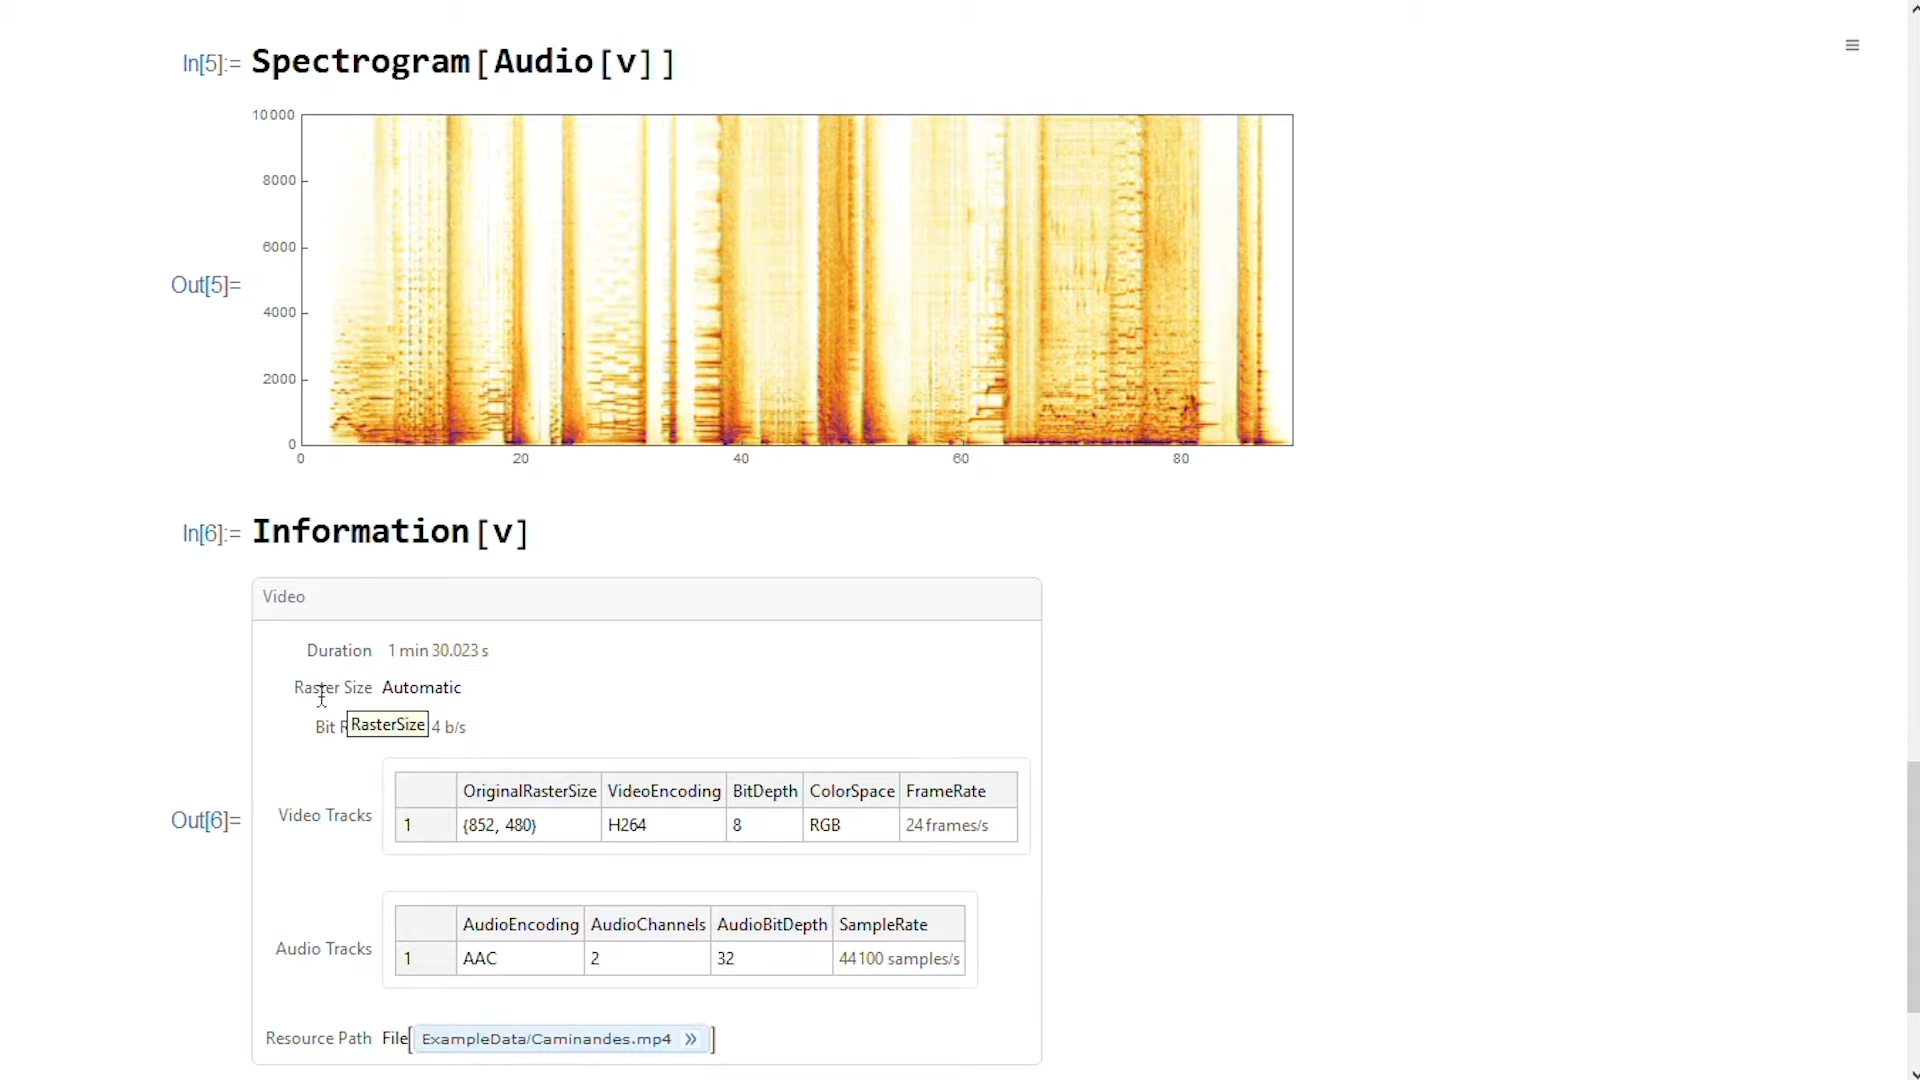 In[5]:= Spectrogram[Audio[v]]
≡
10000
8000
6000
4000
2000
0
Out[5]=
0 20 40 60 80
In[6]:= Information[v]
Out[6]=
Video
Duration 1 min 30.023 s
Raster Size Automatic
Bit 4 b/s
RasterSize
Video Tracks
OriginalRasterSize VideoEncoding BitDepth ColorSpace FrameRate
1 {852, 480} H264 8 RGB 24 frames/s
Audio Tracks
AudioEncoding AudioChannels AudioBitDepth SampleRate
1 AAC 2 32 44100 samples/s
Resource Path File[ExampleData/Caminandes.mp4 »]